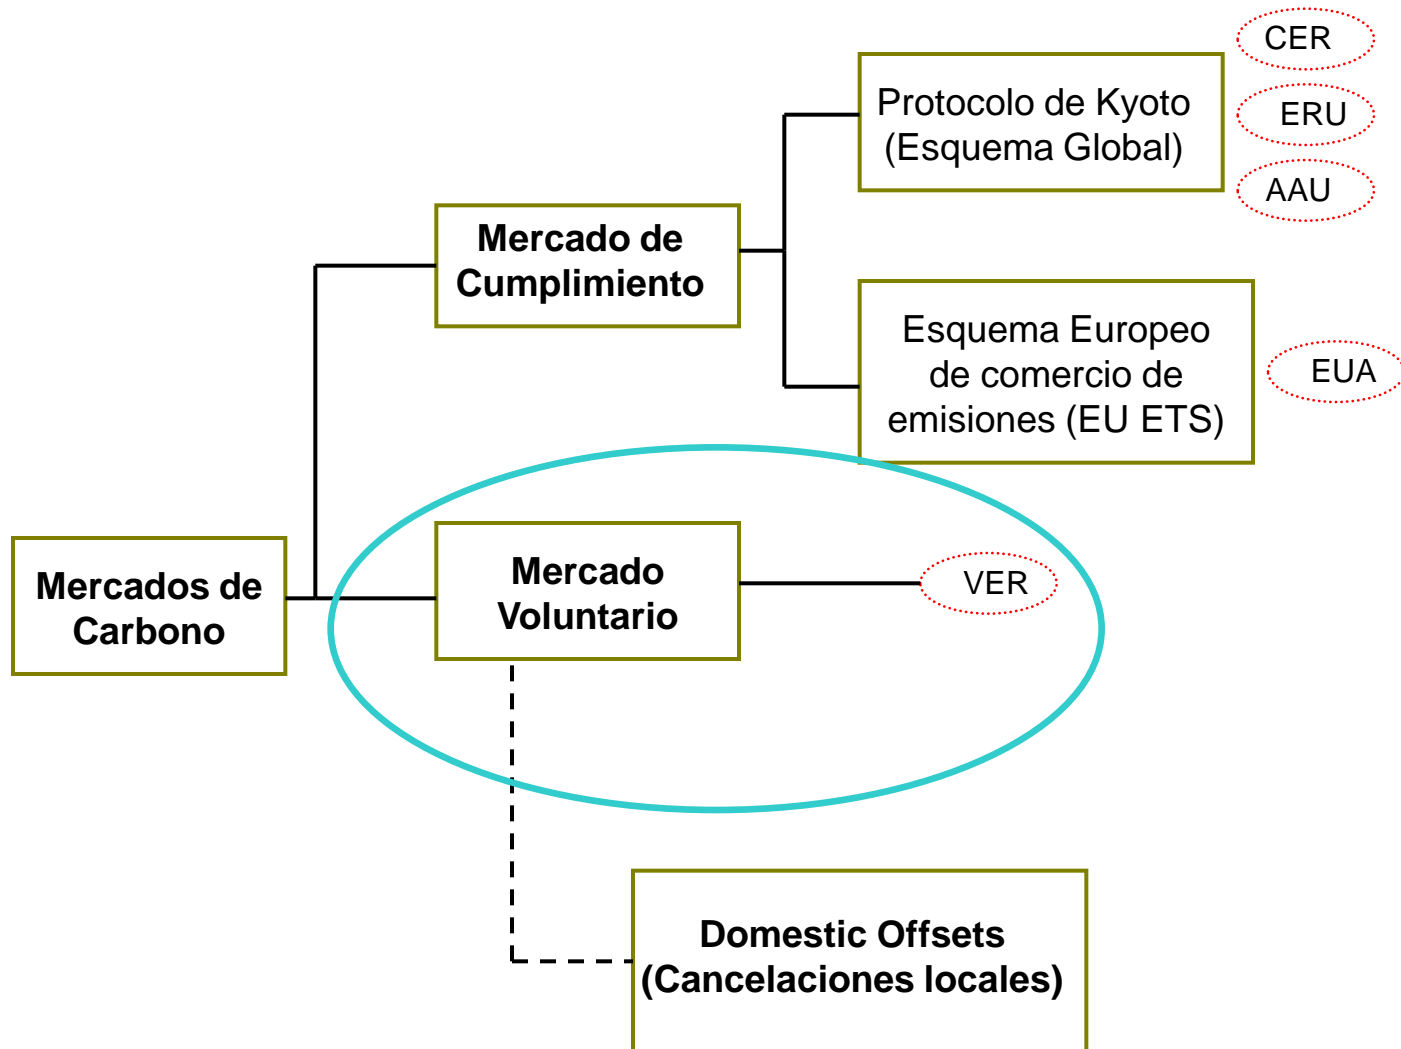 CER
Protocolo de Kyoto
(Esquema Global)
ERU
AAU
Mercado de
Cumplimiento
Esquema Europeo
de comercio de
emisiones (EU ETS)
EUA
Mercados de
Carbono
Mercado
Voluntario
VER
Domestic Offsets
(Cancelaciones locales)